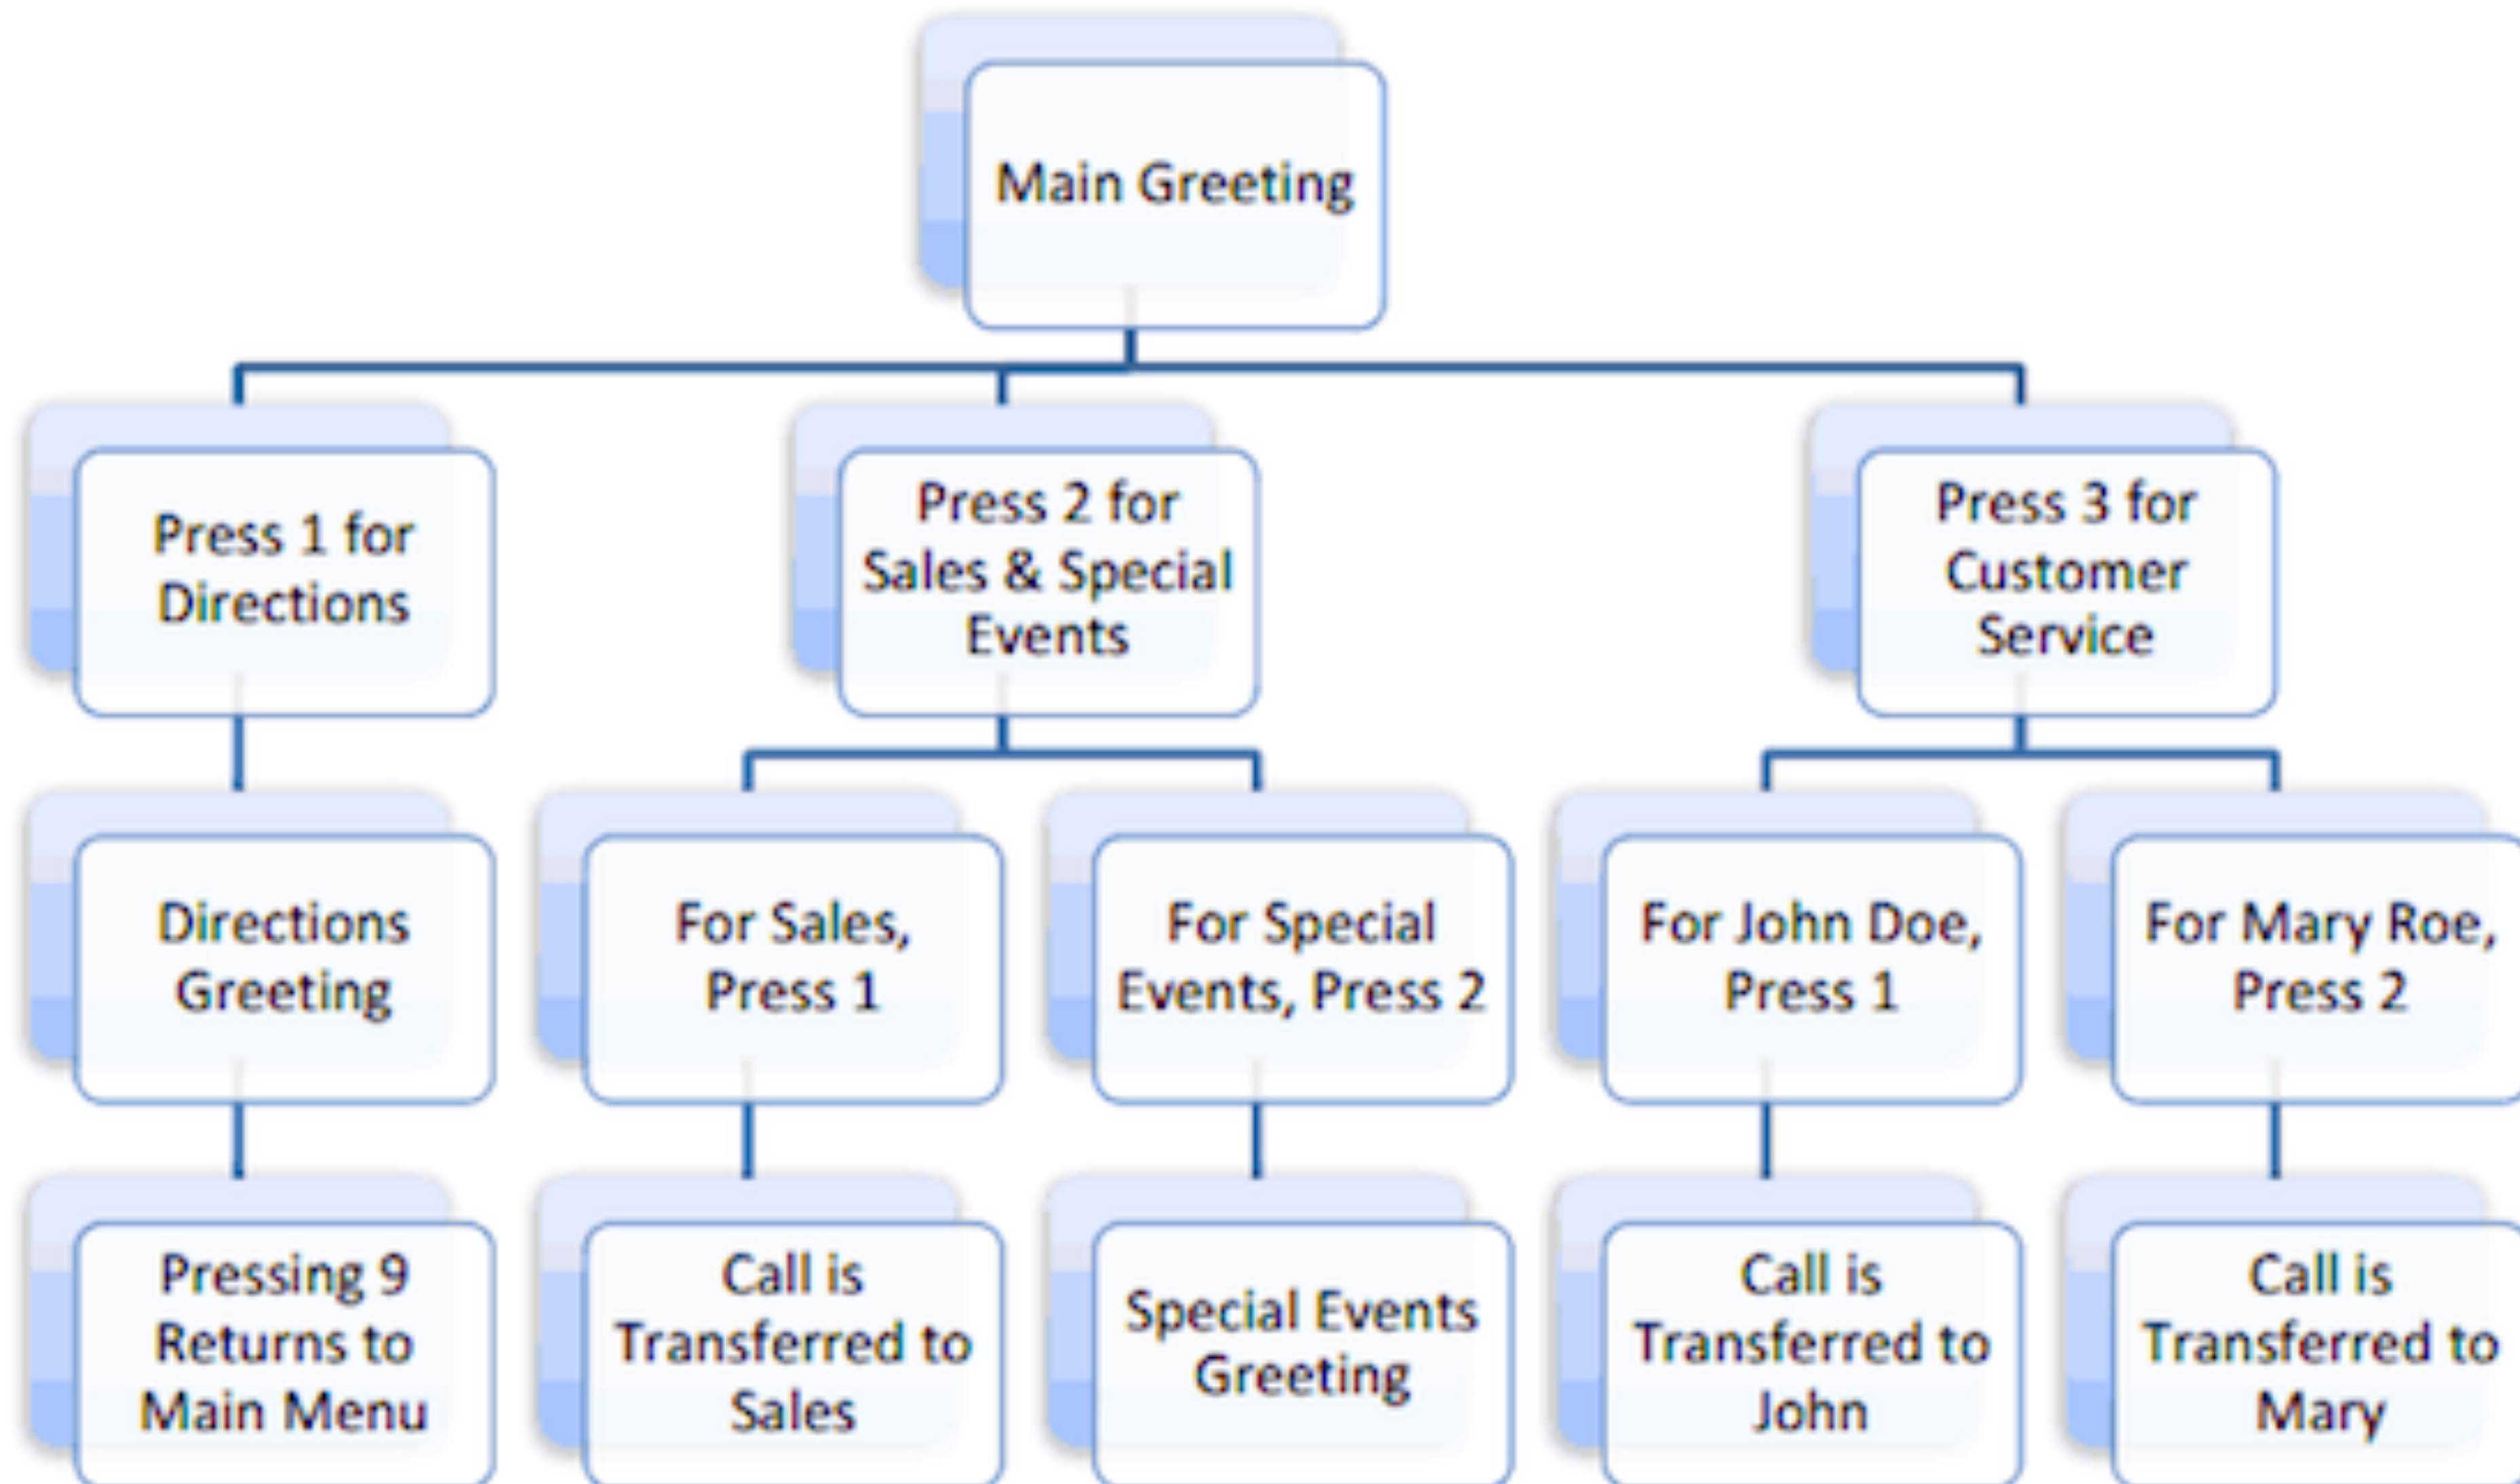 Main Greeting
Press 1 for
Directions
Press 2 for
Sales & Special
Events
Press 3 for
Customer
Service
Directions
Greeting
For Sales,
Press 1
For Special
Events, Press 2
For John Doe,
Press 1
For Mary Roe,
Press 2
Pressing 9
Returns to
Main Menu
Call is
Transferred to
Sales
Special Events
Greeting
Call is
Transferred to
John
Call is
Transferred to
Mary